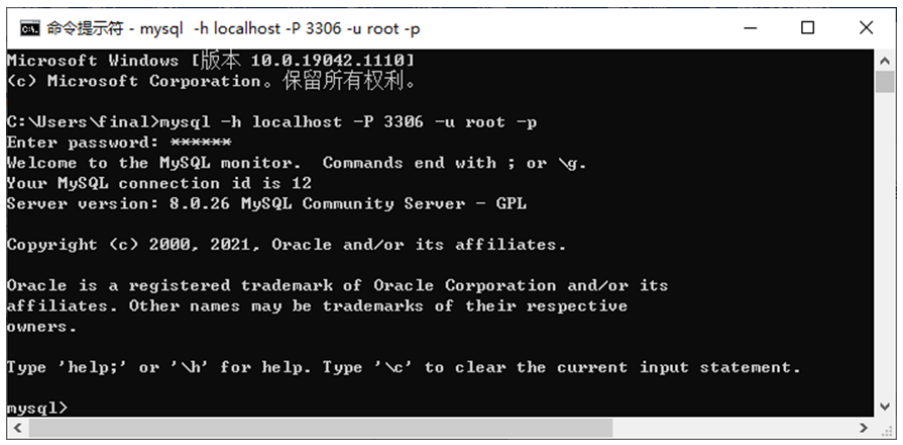 命令提示符 - mysql  -h localhost -P 3306 -u root -p
Microsoft Windows [版本 10.0.19042.1110]
(c) Microsoft Corporation。保留所有权利。
C:\Users\final>mysql -h localhost -P 3306 -u root -p
Enter password: ******
Welcome to the MySQL monitor.  Commands end with ; or \g.
Your MySQL connection id is 12
Server version: 8.0.26 MySQL Community Server - GPL
Copyright (c) 2000, 2021, Oracle and/or its affiliates.
Oracle is a registered trademark of Oracle Corporation and/or its
affiliates. Other names may be trademarks of their respective
owners.
Type 'help;' or '\h' for help. Type '\c' to clear the current input statement.
mysql>